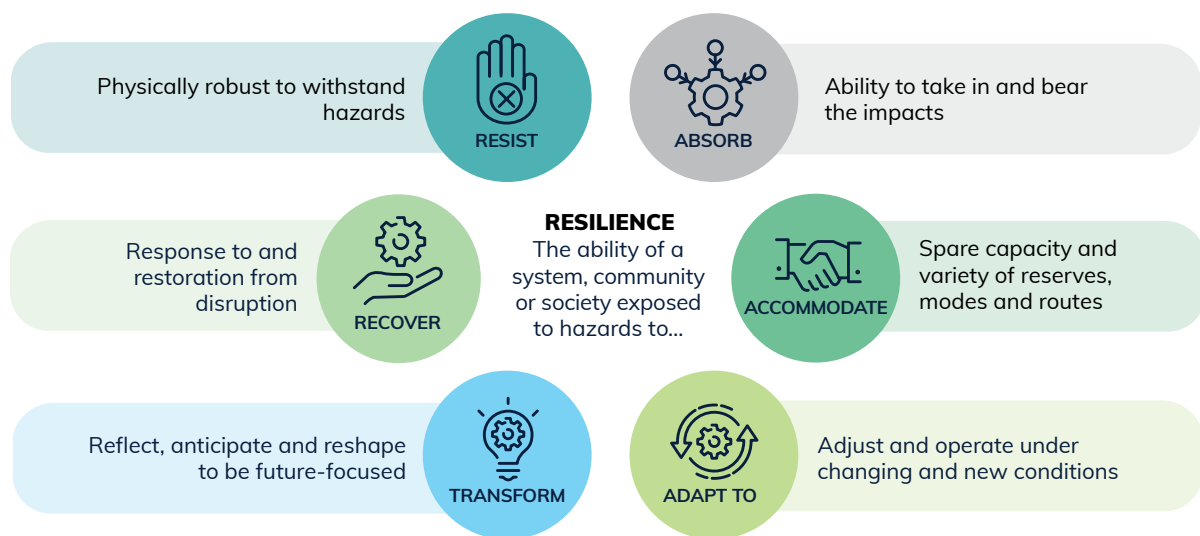 Physically robust to withstand
hazards
RESIST
ABSORB
Ability to take in and bear
the impacts
Response to and
restoration from
disruption
RECOVER
RESILIENCE
The ability of a
system, community
or society exposed
to hazards to...
ACCOMMODATE
Spare capacity and
variety of reserves,
modes and routes
Reflect, anticipate and reshape
to be future-focused
TRANSFORM
ADAPT TO
Adjust and operate under
changing and new conditions